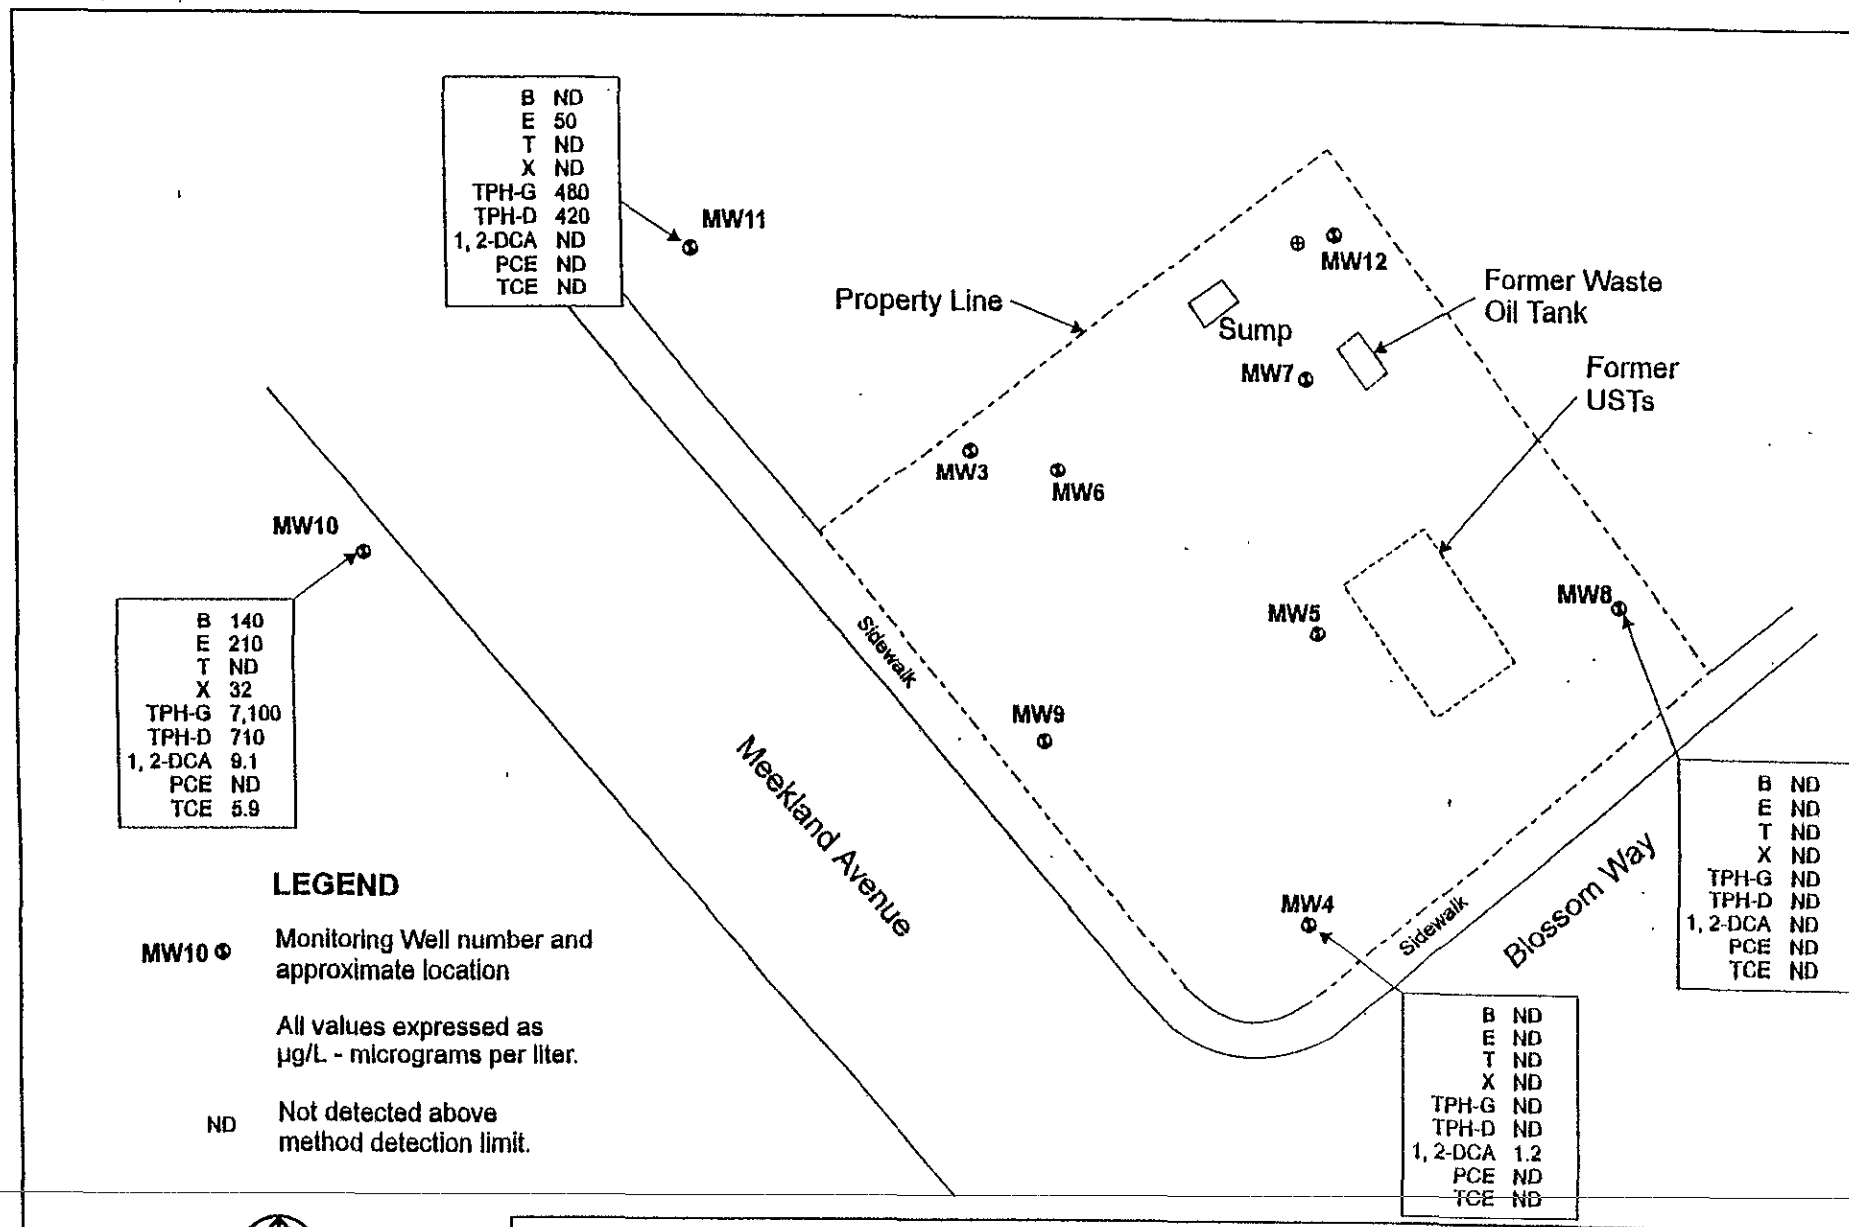 B ND
E 50
T ND
X ND
TPH-G 480
TPH-D 420
1, 2-DCA ND
PCE ND
TCE ND
MW11
MW12
Property Line
Sump
Former Waste
Oil Tank
MW7
Former
USTs
MW3
MW6
MW10
B 140
E 210
T ND
X 32
TPH-G 7,100
TPH-D 710
1, 2-DCA 9.1
PCE ND
TCE 5.9
MW5
MW8
Sidewalk
MW9
Meekland Avenue
B ND
E ND
T ND
X ND
TPH-G ND
TPH-D ND
1, 2-DCA ND
PCE ND
TCE ND
MW4
Sidewalk
Blossom Way
B ND
E ND
T ND
X ND
TPH-G ND
TPH-D ND
1, 2-DCA 1.2
PCE ND
TCE ND
LEGEND
MW10 Monitoring Well number and
approximate location
All values expressed as
µg/L - micrograms per liter.
ND Not detected above
method detection limit.